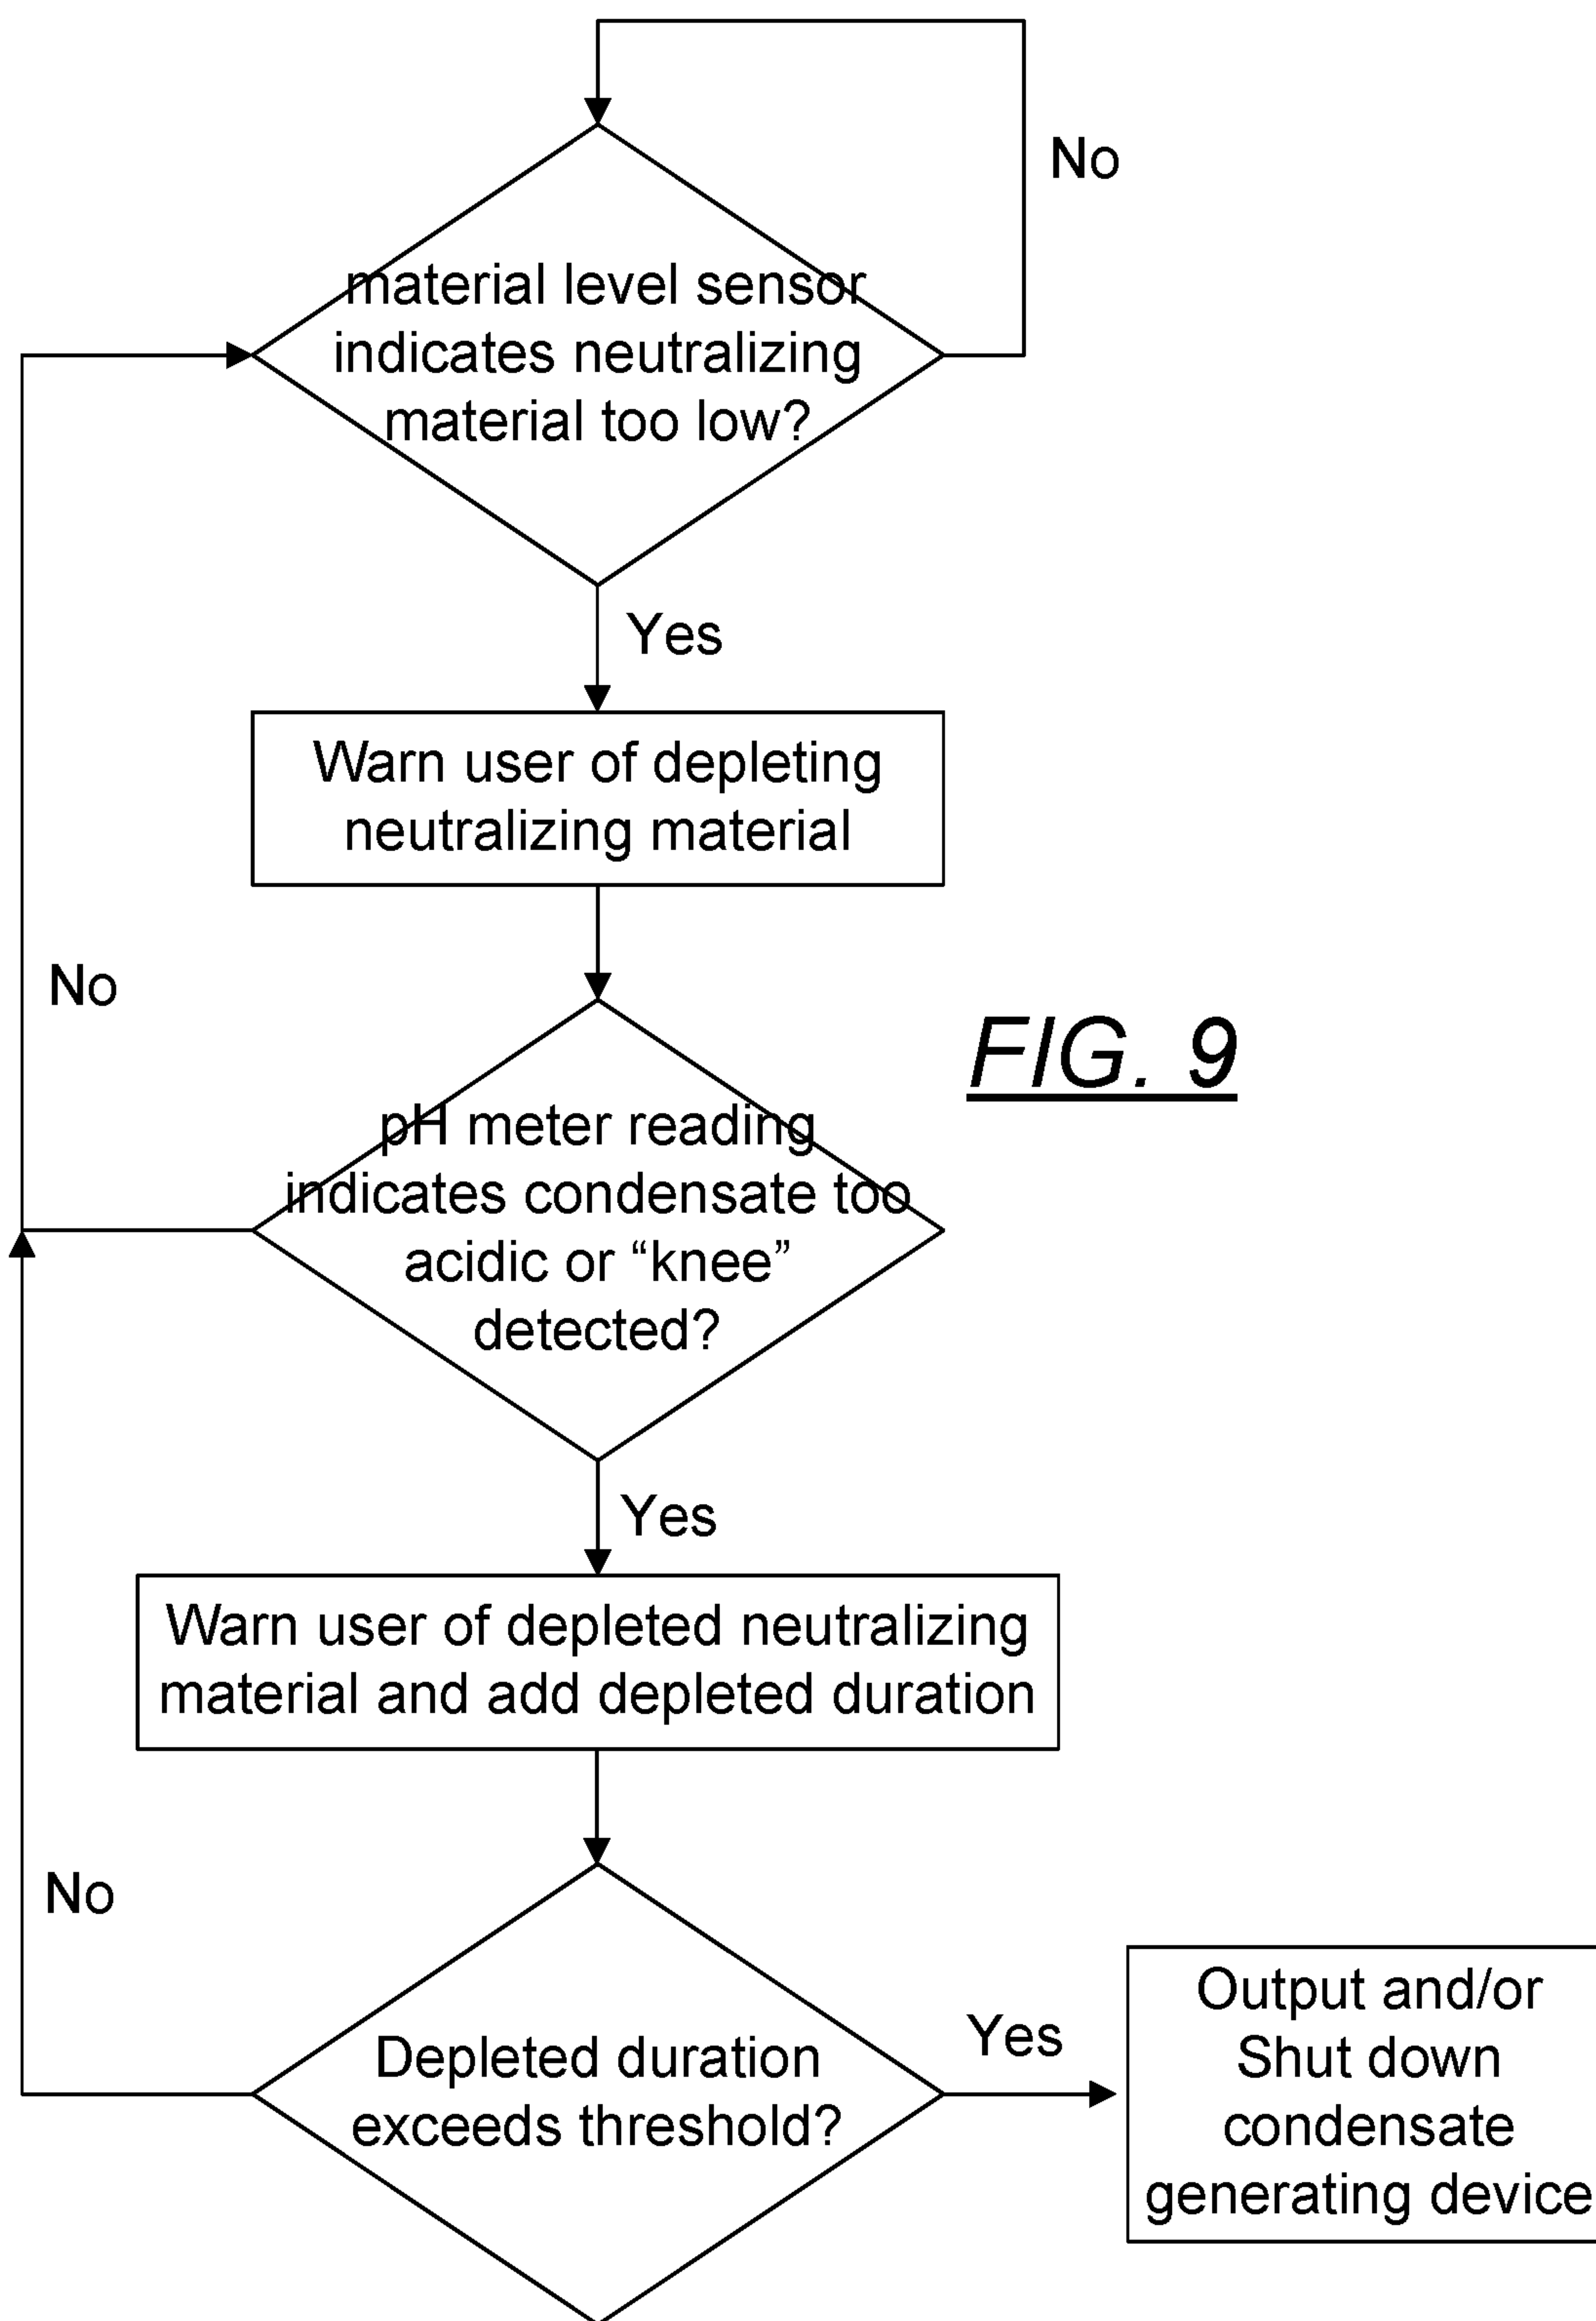 No
material level sensor
indicates neutralizing
material too low?
Yes
Warn user of depleting
neutralizing material
No
FIG. 9
pH meter reading
indicates condensate too
acidic or “knee”
detected?
Yes
Warn user of depleted neutralizing
material and add depleted duration
No
Depleted duration
exceeds threshold?
Yes
Output and/or
Shut down
condensate
generating device